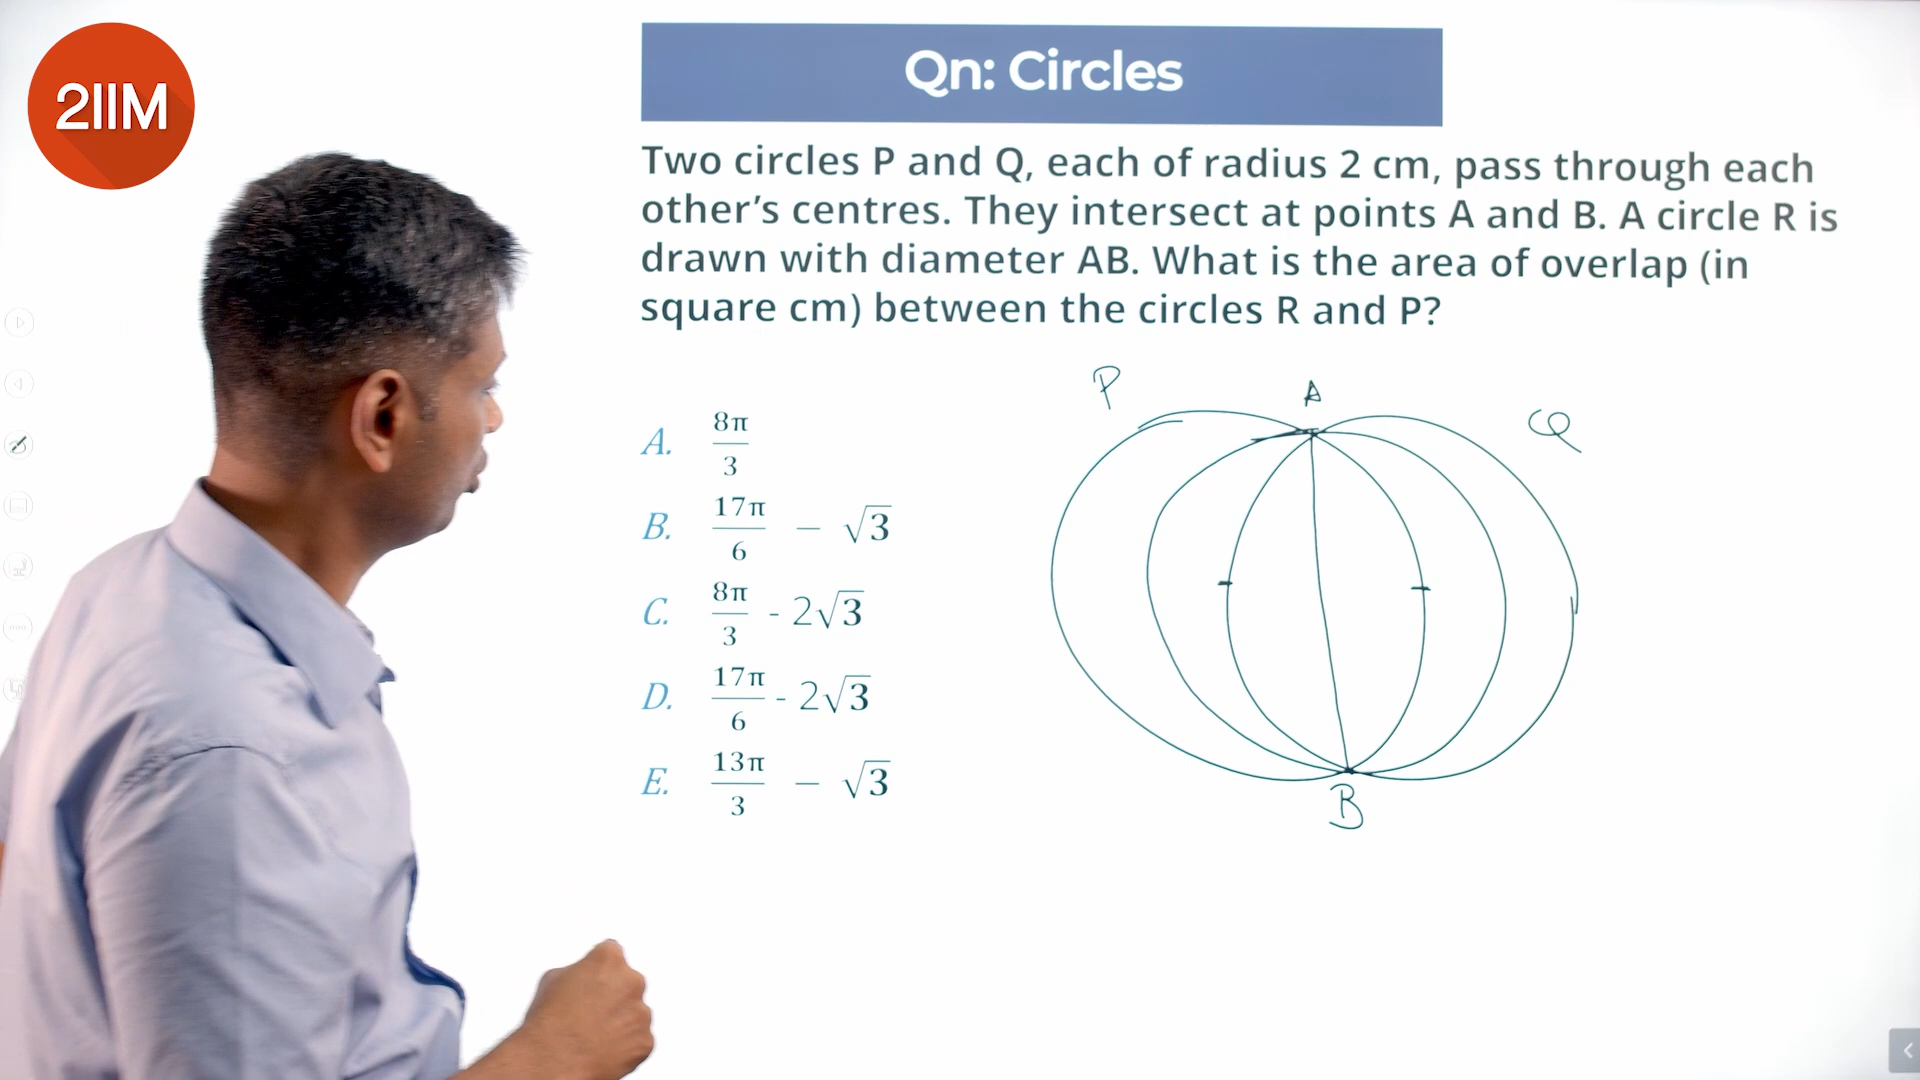 2IIM
Qn: Circles
Two circles P and Q, each of radius 2 cm, pass through each
other’s centres. They intersect at points A and B. A circle R is
drawn with diameter AB. What is the area of overlap (in
square cm) between the circles R and P?
P
A
Q
A. 8π/3
B. 17π/6 – √3
C. 8π/3 - 2√3
D. 17π/6 - 2√3
E. 13π/3 – √3
B